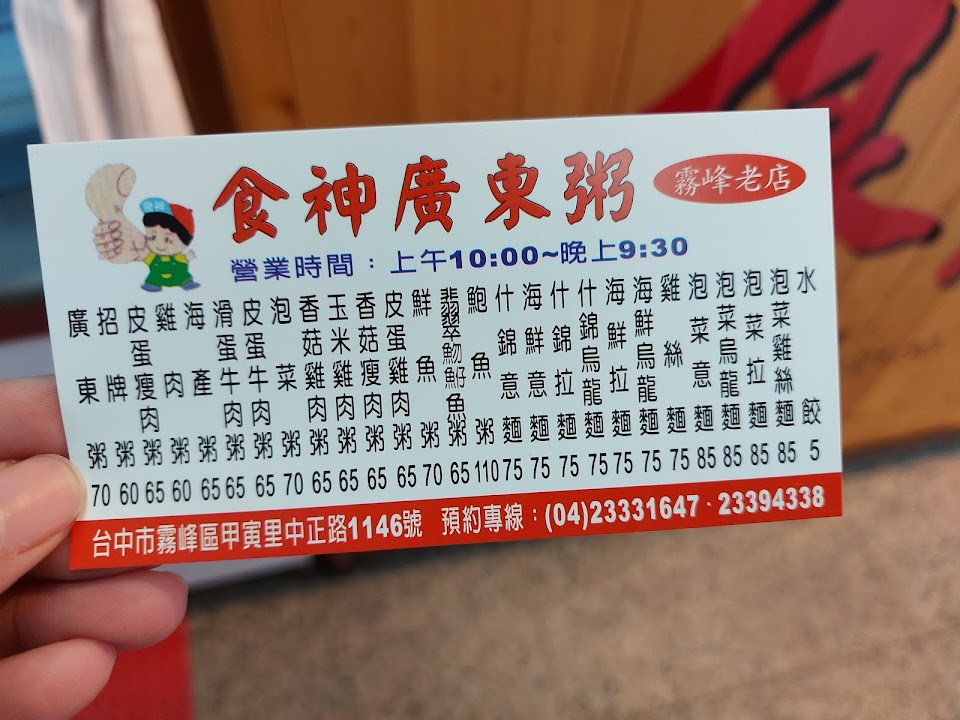 食神廣東粥
霧峰老店
食神
營業時間：上午10:00~晚上9:30
廣東粥 70
招牌粥 60
皮蛋瘦肉粥 65
雞肉粥 60
海產粥 65
滑蛋牛肉粥 65
皮蛋牛肉粥 65
泡菜粥 70
香菇雞肉粥 65
玉米雞肉粥 65
香菇瘦肉粥 65
皮蛋雞肉粥 65
鮮魚粥 70
翡翠魩䰵魚粥 65
鮑魚粥 110
什錦意麵 75
海鮮意麵 75
什錦拉麵 75
什錦烏龍麵 75
海鮮拉麵 75
海鮮烏龍麵 75
雞絲麵 75
泡菜意麵 85
泡菜烏龍麵 85
泡菜拉麵 85
泡菜雞絲麵 85
水餃 5
台中市霧峰區甲寅里中正路1146號 預約專線：(04)23331647．23394338